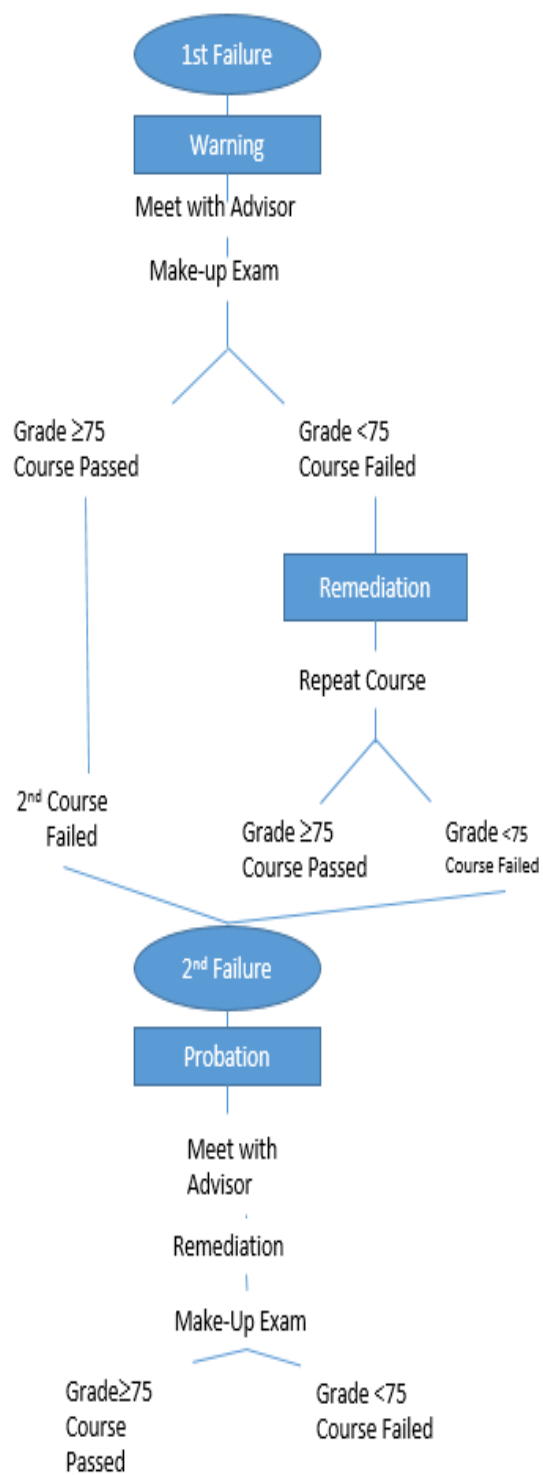 1st Failure
Warning
Meet with Advisor
Make-up Exam
Grade ≥75
Course Passed
Grade <75
Course Failed
Remediation
Repeat Course
2nd Course
Failed
Grade ≥75
Course Passed
Grade <75
Course Failed
2nd Failure
Probation
Meet with
Advisor
Remediation
Make-Up Exam
Grade≥75
Course
Passed
Grade <75
Course Failed